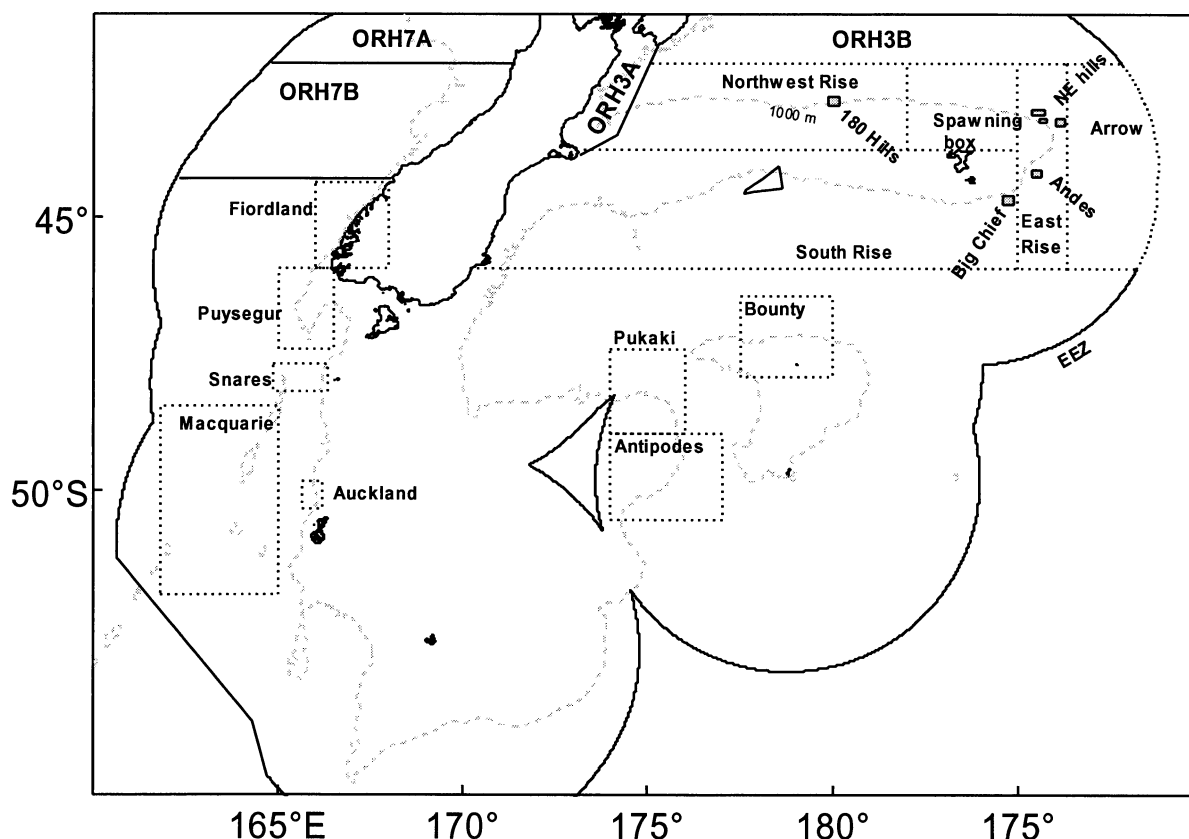 ORH7A
ORH3B
ORH7B
ORH3A
Northwest Rise
1000 m
180 Hills
Spawning
box
NE hills
Arrow
Andes
Big Chief
East
Rise
South Rise
45°
Fiordland
Puysegur
Snares
Macquarie
Auckland
Pukaki
Bounty
Antipodes
EEZ
50°S
165°E
170°
175°
180°
175°